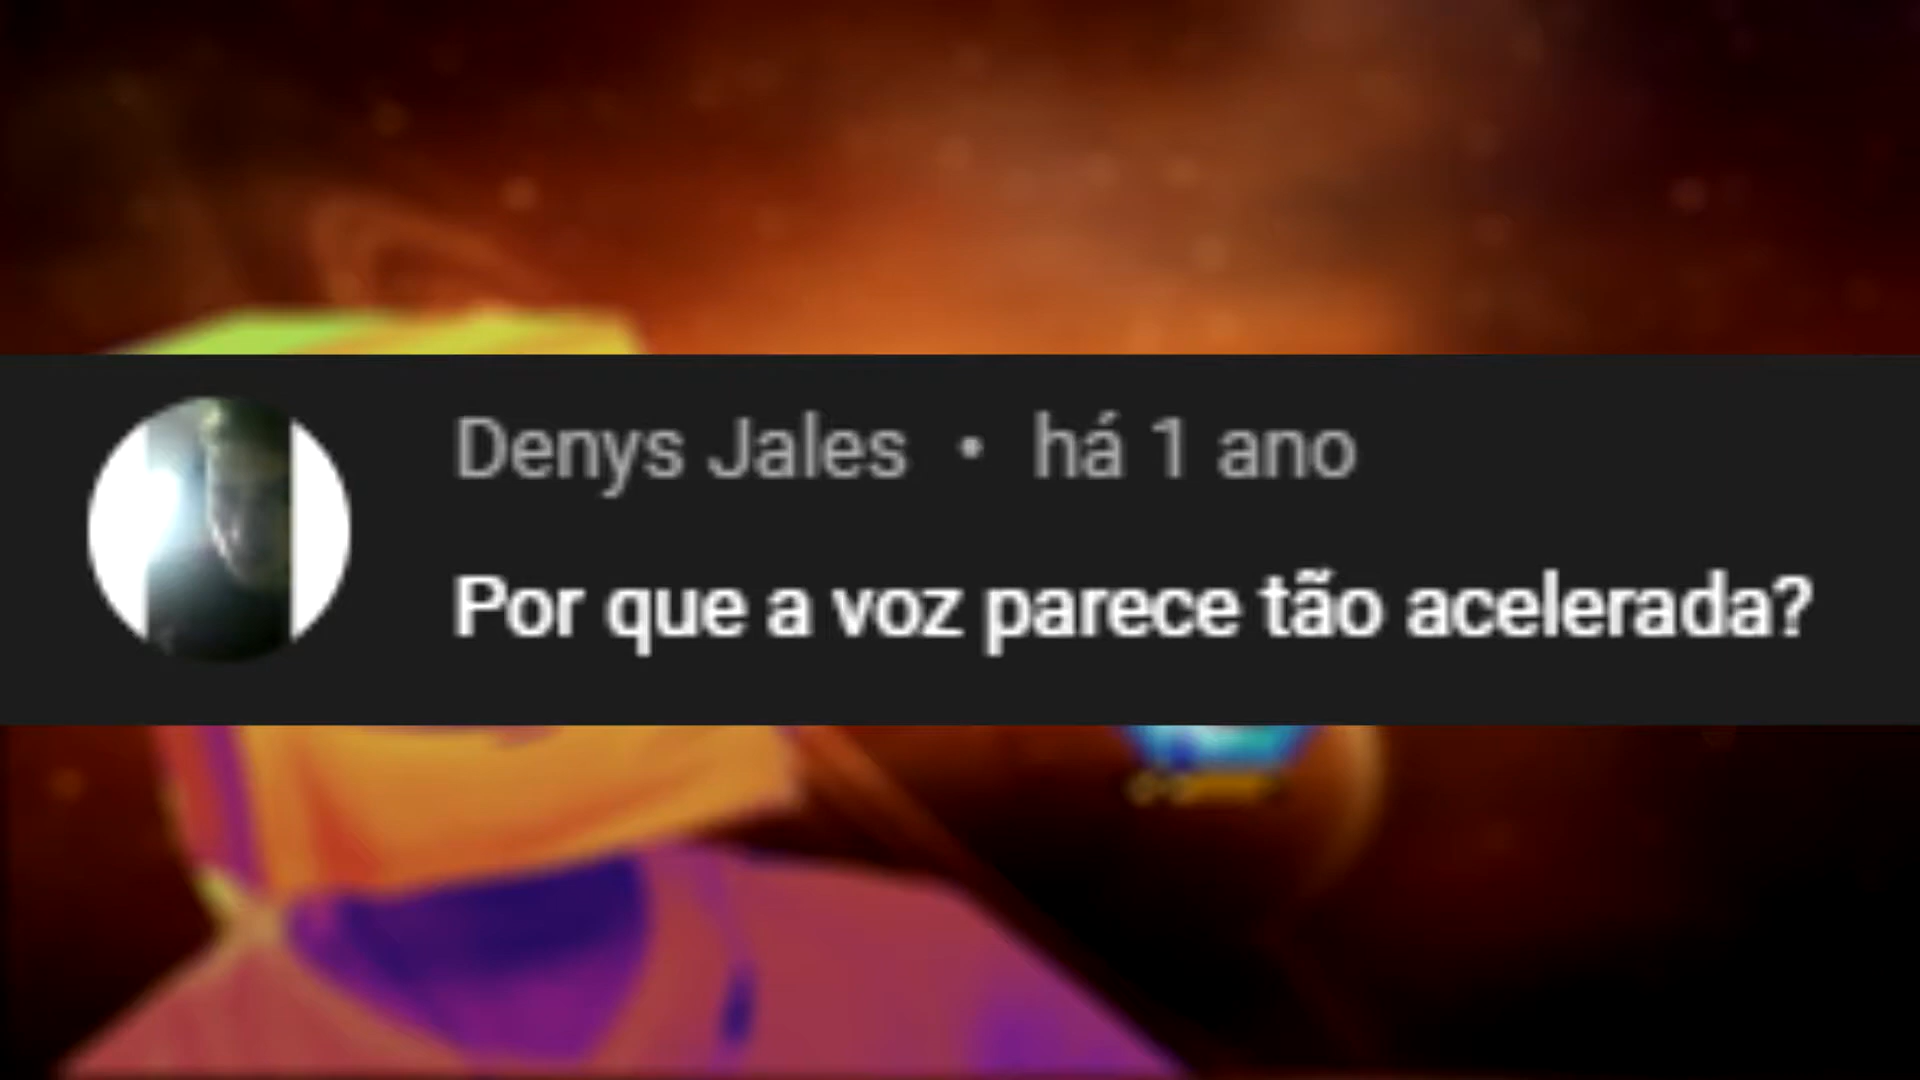 Denys Jales • há 1 ano
Por que a voz parece tão acelerada?